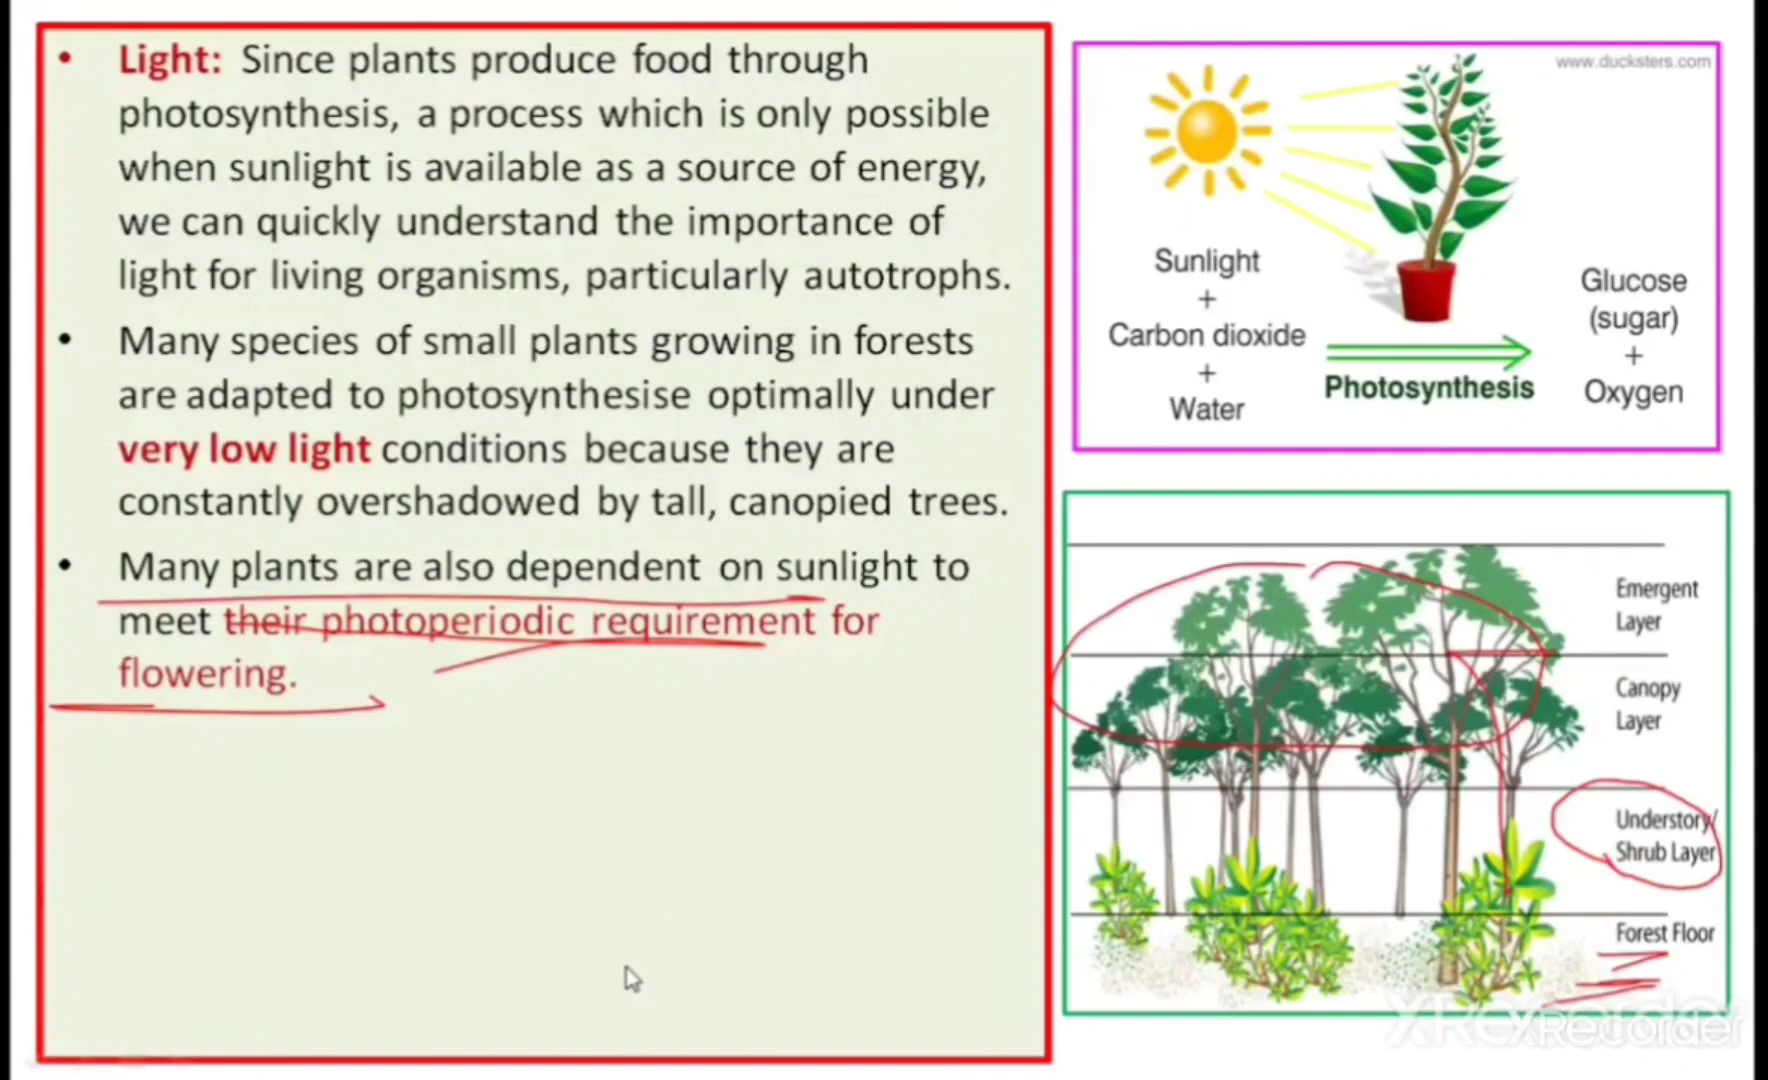 • Light: Since plants produce food through
photosynthesis, a process which is only possible
when sunlight is available as a source of energy,
we can quickly understand the importance of
light for living organisms, particularly autotrophs.
• Many species of small plants growing in forests
are adapted to photosynthesise optimally under
very low light conditions because they are
constantly overshadowed by tall, canopied trees.
• Many plants are also dependent on sunlight to
meet their photoperiodic requirement for
flowering.
www.ducksters.com
Sunlight
+
Carbon dioxide
+
Water
Photosynthesis
Glucose
(sugar)
+
Oxygen
Emergent
Layer
Canopy
Layer
Understory/
Shrub Layer
Forest Floor
XRecorder